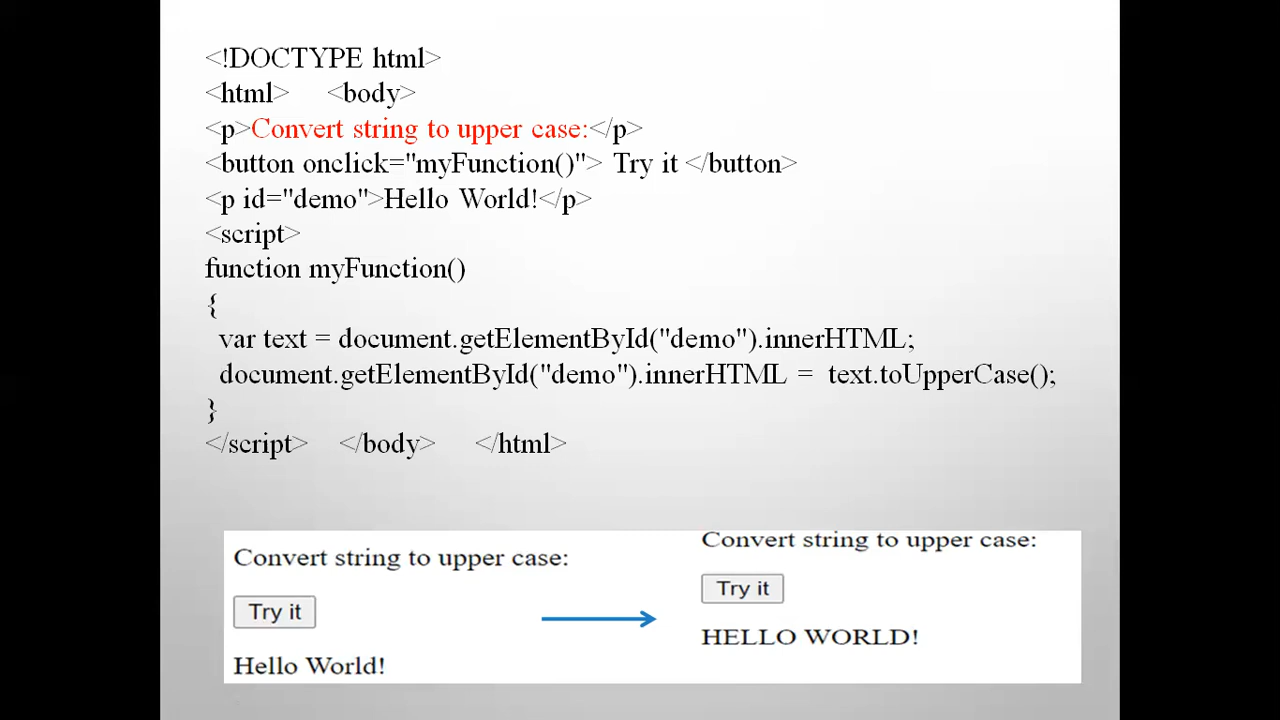 <!DOCTYPE html>
<html> <body>
<p>Convert string to upper case:</p>
<button onclick="myFunction()"> Try it </button>
<p id="demo">Hello World!</p>
<script>
function myFunction()
{
var text = document.getElementById("demo").innerHTML;
document.getElementById("demo").innerHTML = text.toUpperCase();
}
</script> </body> </html>
Convert string to upper case:
Try it
Hello World!
Convert string to upper case:
Try it
HELLO WORLD!